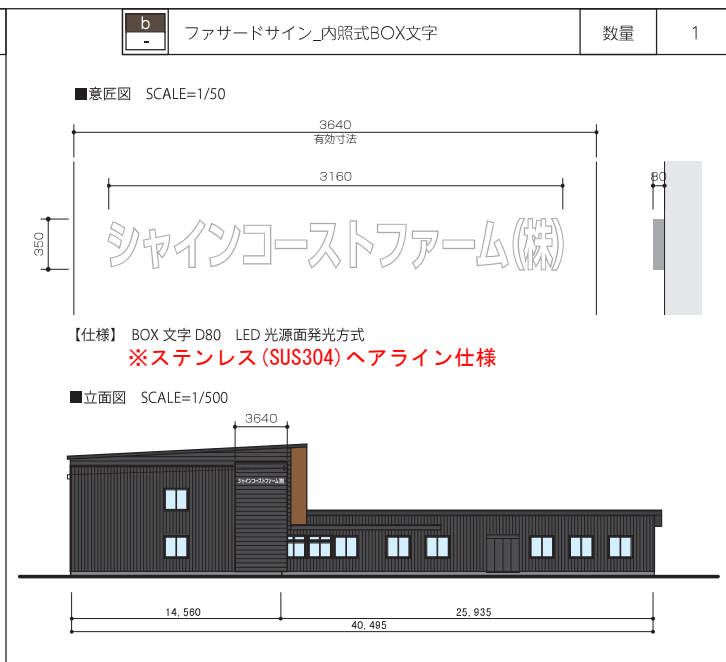 b
-
ファサードサイン_内照式BOX文字
数量
1
■意匠図 SCALE=1/50
3640
有効寸法
3160
80
350
シャインコーストファーム(株)
【仕様】 BOX 文字 D80 LED 光源面発光方式
※ステンレス(SUS304)ヘアライン仕様
■立面図 SCALE=1/500
3640
シャインコーストファーム(株)
14,560
25,935
40,495